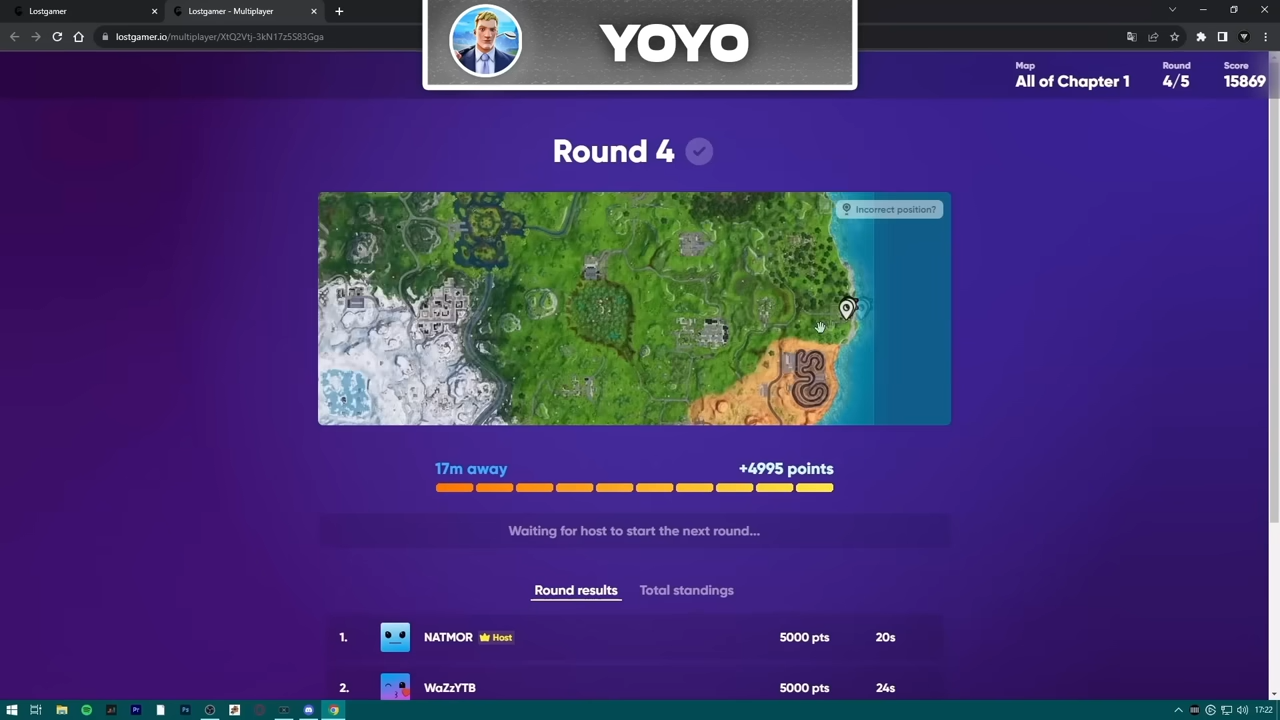 Lostgamer
Lostgamer - Multiplayer
YOYO
lostgamer.io/multiplayer/XtQ2Vtj-3kN17z5S83Gga
Map
All of Chapter 1
Round
4/5
Score
15869
Round 4
Incorrect position?
17m away
+4995 points
Waiting for host to start the next round...
Round results
Total standings
1. NATMOR Host 5000 pts 20s
2. WaZzYTB 5000 pts 24s
17:22